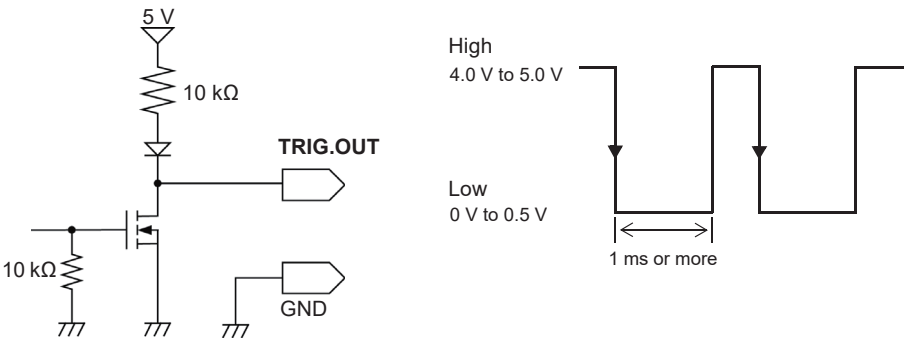 5 V
10 kΩ
TRIG.OUT
10 kΩ
GND
High
4.0 V to 5.0 V
Low
0 V to 0.5 V
1 ms or more